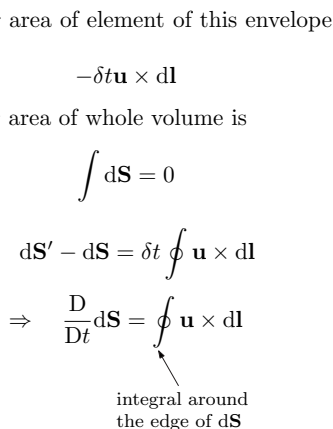 area of element of this envelope
−δt𝐮 × d𝐥
area of whole volume is
∫ d𝐒 = 0
d𝐒′ − d𝐒 = δt ∮ 𝐮 × d𝐥
⇒ D/Dt d𝐒 = ∮ 𝐮 × d𝐥
integral around
the edge of d𝐒